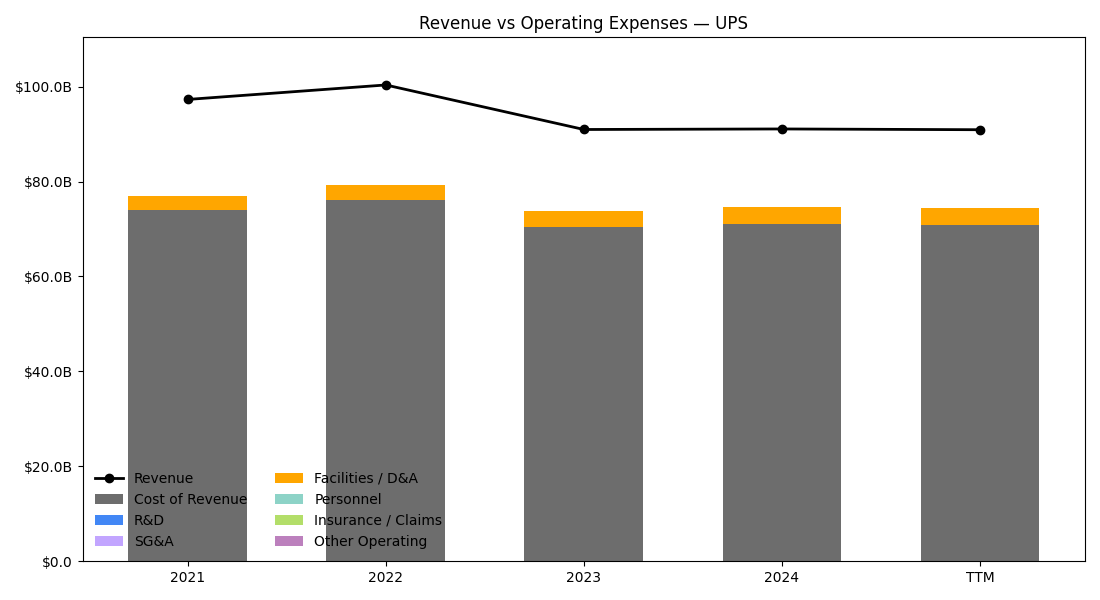 Revenue vs Operating Expenses — UPS
$100.0B
$80.0B
$60.0B
$40.0B
$20.0B
$0.0
Revenue
Cost of Revenue
R&D
SG&A
Facilities / D&A
Personnel
Insurance / Claims
Other Operating
2021 2022 2023 2024 TTM